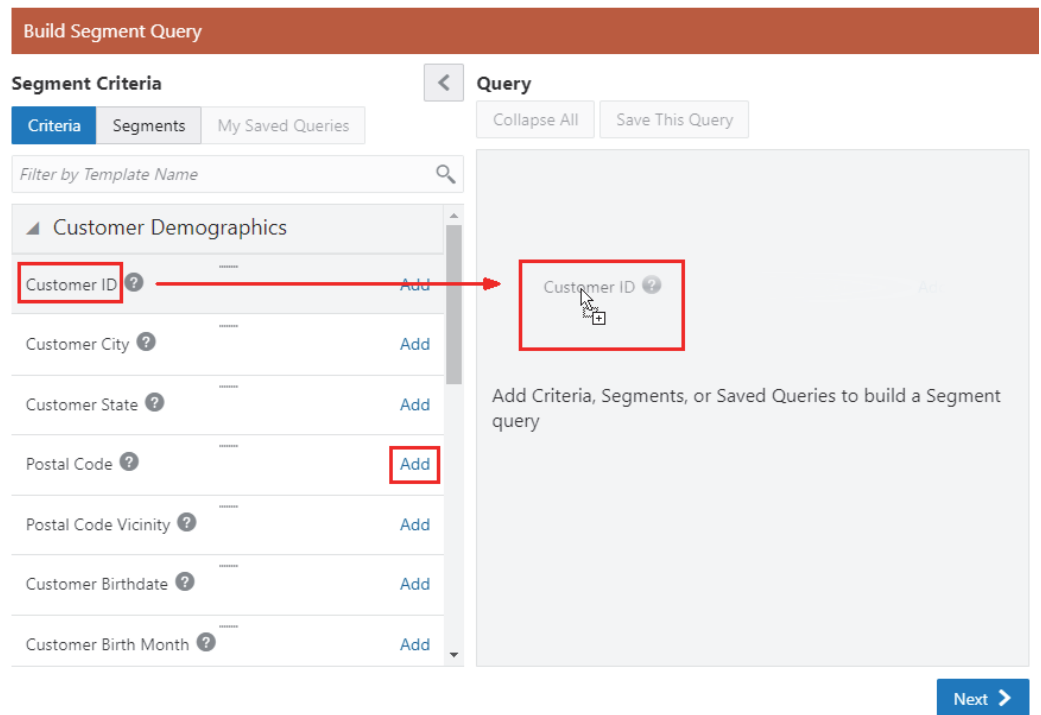 Build Segment Query
Segment Criteria
Criteria
Segments
My Saved Queries
Filter by Template Name
Customer Demographics
Customer ID ? Add
Customer City ? Add
Customer State ? Add
Postal Code ? Add
Postal Code Vicinity ? Add
Customer Birthdate ? Add
Customer Birth Month ? Add
Query
Collapse All
Save This Query
Customer ID ? Add
Add Criteria, Segments, or Saved Queries to build a Segment
query
Next